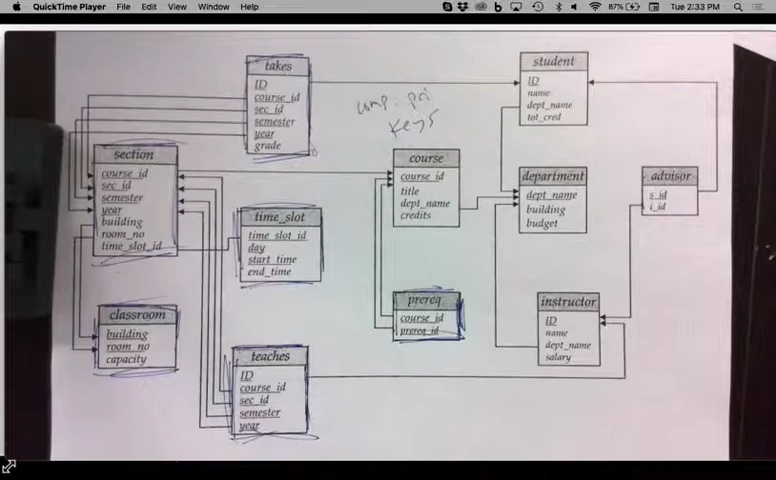 QuickTime Player File Edit View Window Help 87% Tue 2:33 PM
takes
ID
course_id
sec_id
semester
year
grade
comp. pri
keys
student
ID
name
dept_name
tot_cred
section
course_id
sec_id
semester
year
building
room_no
time_slot_id
course
course_id
title
dept_name
credits
department
dept_name
building
budget
advisor
s_id
i_id
time_slot
time_slot_id
day
start_time
end_time
classroom
building
room_no
capacity
prereq
course_id
prereq_id
instructor
ID
name
dept_name
salary
teaches
ID
course_id
sec_id
semester
year